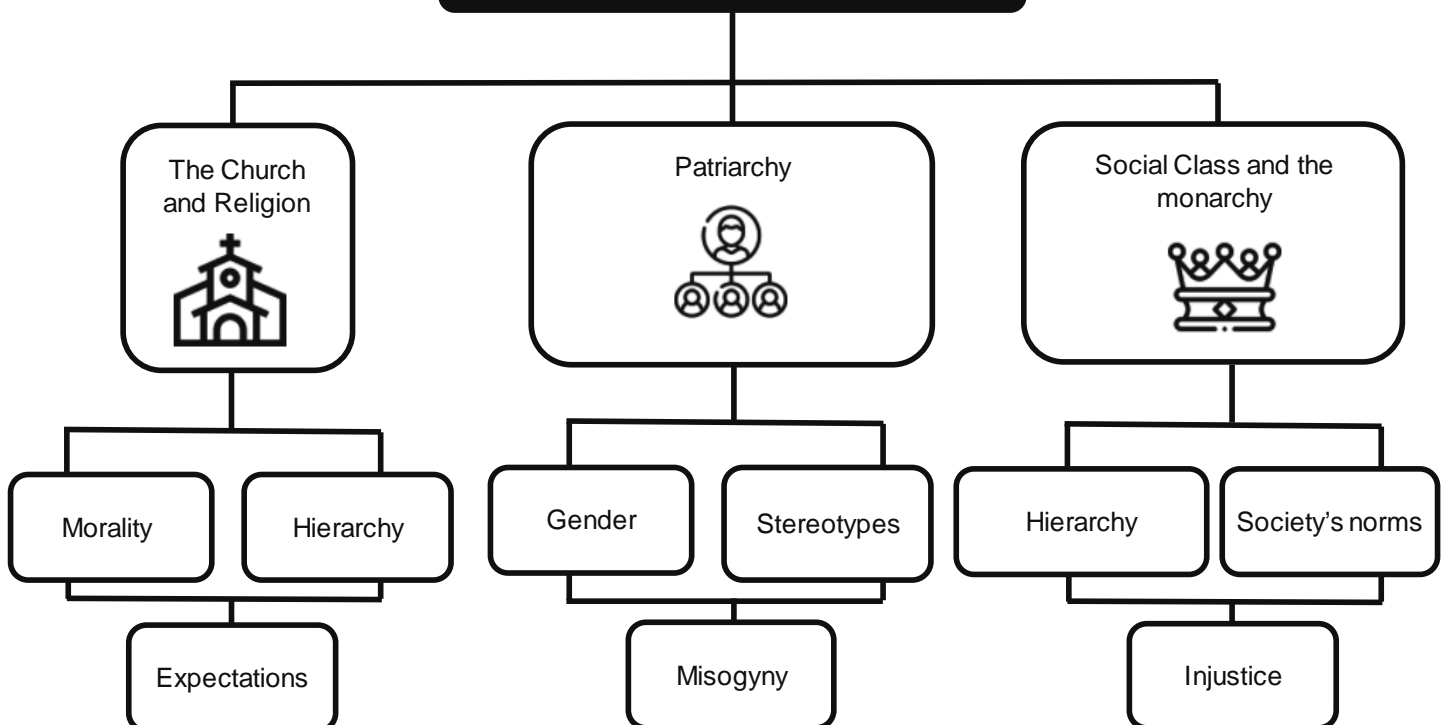 The Church
and Religion
Patriarchy
Social Class and the
monarchy
Morality
Hierarchy
Gender
Stereotypes
Hierarchy
Society’s norms
Expectations
Misogyny
Injustice